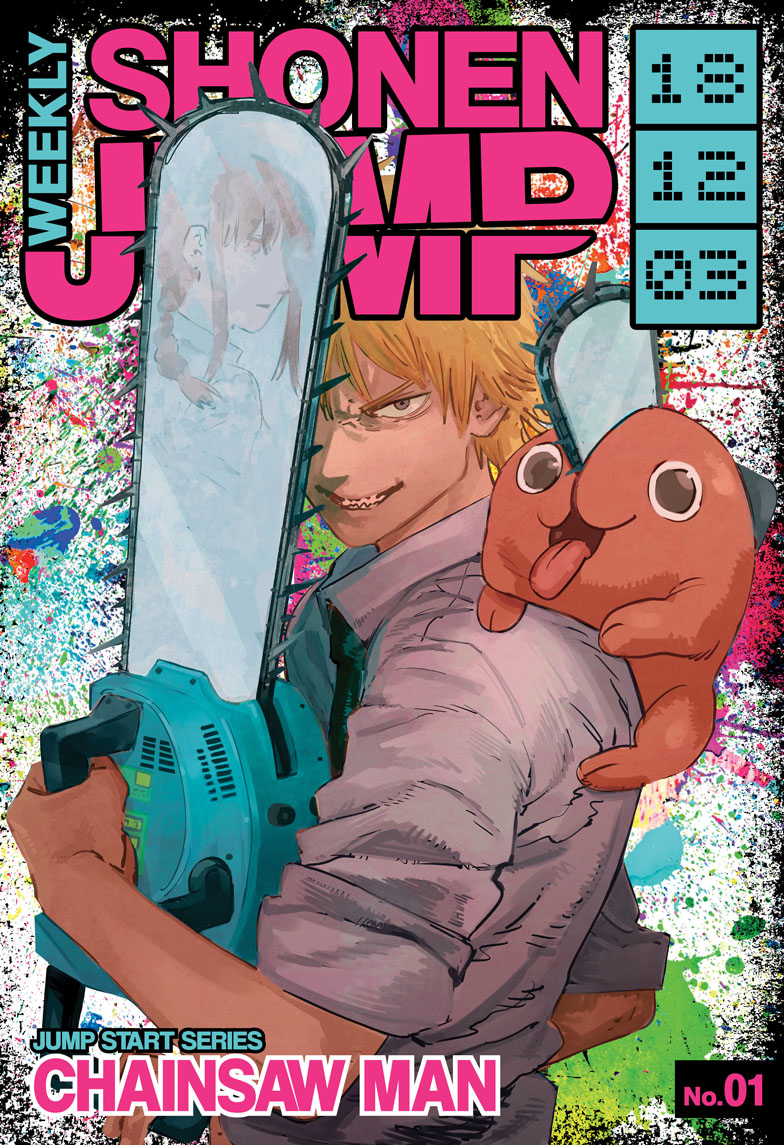 WEEKLY
SHONEN
JUMP
18
12
03
JUMP START SERIES
CHAINSAW MAN
No.01